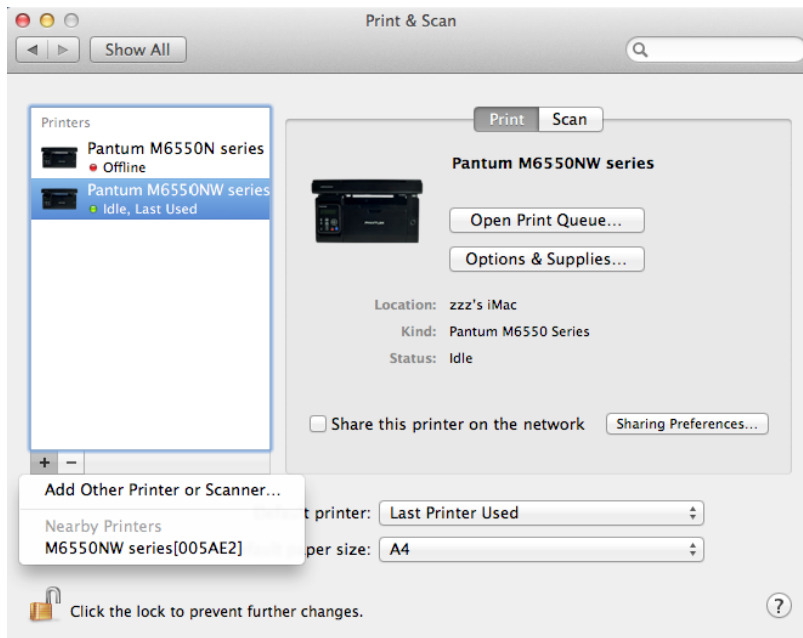 Print & Scan
Show All
Printers
Pantum M6550N series
Offline
Pantum M6550NW series
Idle, Last Used
Print Scan
Pantum M6550NW series
PANTUM
Open Print Queue...
Options & Supplies...
Location: zzz's iMac
Kind: Pantum M6550 Series
Status: Idle
Share this printer on the network Sharing Preferences...
+ −
Add Other Printer or Scanner...
Nearby Printers
M6550NW series[005AE2]
t printer: Last Printer Used
per size: A4
Click the lock to prevent further changes.
?